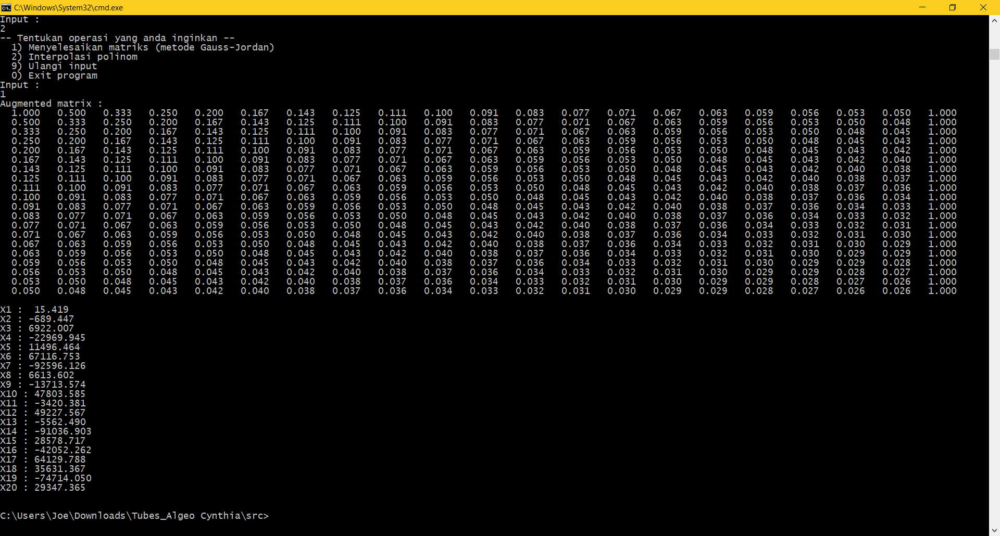 C:\Windows\System32\cmd.exe
Input :
2
-- Tentukan operasi yang anda inginkan --
  1) Menyelesaikan matriks (metode Gauss-Jordan)
  2) Interpolasi polinom
  9) Ulangi input
  0) Exit program
Input :
1
Augmented matrix :
  1.000   0.500   0.333   0.250   0.200   0.167   0.143   0.125   0.111   0.100   0.091   0.083   0.077   0.071   0.067   0.063   0.059   0.056   0.053   0.050   1.000
  0.500   0.333   0.250   0.200   0.167   0.143   0.125   0.111   0.100   0.091   0.083   0.077   0.071   0.067   0.063   0.059   0.056   0.053   0.050   0.048   1.000
  0.333   0.250   0.200   0.167   0.143   0.125   0.111   0.100   0.091   0.083   0.077   0.071   0.067   0.063   0.059   0.056   0.053   0.050   0.048   0.045   1.000
  0.250   0.200   0.167   0.143   0.125   0.111   0.100   0.091   0.083   0.077   0.071   0.067   0.063   0.059   0.056   0.053   0.050   0.048   0.045   0.043   1.000
  0.200   0.167   0.143   0.125   0.111   0.100   0.091   0.083   0.077   0.071   0.067   0.063   0.059   0.056   0.053   0.050   0.048   0.045   0.043   0.042   1.000
  0.167   0.143   0.125   0.111   0.100   0.091   0.083   0.077   0.071   0.067   0.063   0.059   0.056   0.053   0.050   0.048   0.045   0.043   0.042   0.040   1.000
  0.143   0.125   0.111   0.100   0.091   0.083   0.077   0.071   0.067   0.063   0.059   0.056   0.053   0.050   0.048   0.045   0.043   0.042   0.040   0.038   1.000
  0.125   0.111   0.100   0.091   0.083   0.077   0.071   0.067   0.063   0.059   0.056   0.053   0.050   0.048   0.045   0.043   0.042   0.040   0.038   0.037   1.000
  0.111   0.100   0.091   0.083   0.077   0.071   0.067   0.063   0.059   0.056   0.053   0.050   0.048   0.045   0.043   0.042   0.040   0.038   0.037   0.036   1.000
  0.100   0.091   0.083   0.077   0.071   0.067   0.063   0.059   0.056   0.053   0.050   0.048   0.045   0.043   0.042   0.040   0.038   0.037   0.036   0.034   1.000
  0.091   0.083   0.077   0.071   0.067   0.063   0.059   0.056   0.053   0.050   0.048   0.045   0.043   0.042   0.040   0.038   0.037   0.036   0.034   0.033   1.000
  0.083   0.077   0.071   0.067   0.063   0.059   0.056   0.053   0.050   0.048   0.045   0.043   0.042   0.040   0.038   0.037   0.036   0.034   0.033   0.032   1.000
  0.077   0.071   0.067   0.063   0.059   0.056   0.053   0.050   0.048   0.045   0.043   0.042   0.040   0.038   0.037   0.036   0.034   0.033   0.032   0.031   1.000
  0.071   0.067   0.063   0.059   0.056   0.053   0.050   0.048   0.045   0.043   0.042   0.040   0.038   0.037   0.036   0.034   0.033   0.032   0.031   0.030   1.000
  0.067   0.063   0.059   0.056   0.053   0.050   0.048   0.045   0.043   0.042   0.040   0.038   0.037   0.036   0.034   0.033   0.032   0.031   0.030   0.029   1.000
  0.063   0.059   0.056   0.053   0.050   0.048   0.045   0.043   0.042   0.040   0.038   0.037   0.036   0.034   0.033   0.032   0.031   0.030   0.029   0.029   1.000
  0.059   0.056   0.053   0.050   0.048   0.045   0.043   0.042   0.040   0.038   0.037   0.036   0.034   0.033   0.032   0.031   0.030   0.029   0.029   0.028   1.000
  0.056   0.053   0.050   0.048   0.045   0.043   0.042   0.040   0.038   0.037   0.036   0.034   0.033   0.032   0.031   0.030   0.029   0.029   0.028   0.027   1.000
  0.053   0.050   0.048   0.045   0.043   0.042   0.040   0.038   0.037   0.036   0.034   0.033   0.032   0.031   0.030   0.029   0.029   0.028   0.027   0.026   1.000
  0.050   0.048   0.045   0.043   0.042   0.040   0.038   0.037   0.036   0.034   0.033   0.032   0.031   0.030   0.029   0.029   0.028   0.027   0.026   0.026   1.000
X1 :  15.419
X2 : -689.447
X3 : 6922.007
X4 : -22969.945
X5 : 11496.464
X6 : 67116.753
X7 : -92596.126
X8 : 6613.602
X9 : -13713.574
X10 : 47803.585
X11 : -3420.381
X12 : 49227.567
X13 : -5562.490
X14 : -91036.903
X15 : 28578.717
X16 : -42052.262
X17 : 64129.788
X18 : 35631.367
X19 : -74714.050
X20 : 29347.365
C:\Users\Joe\Downloads\Tubes_Algeo Cynthia\src>